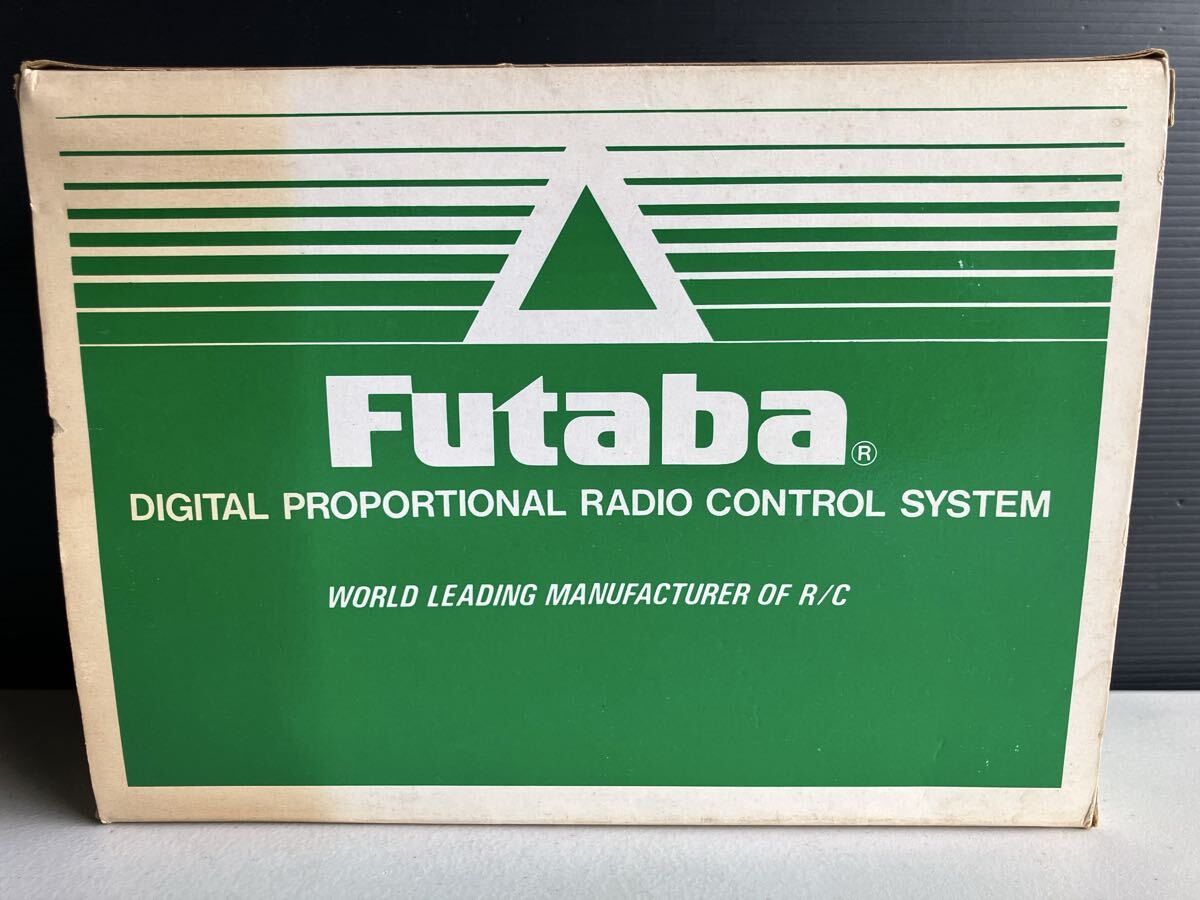 Futaba®
DIGITAL PROPORTIONAL RADIO CONTROL SYSTEM
WORLD LEADING MANUFACTURER OF R/C